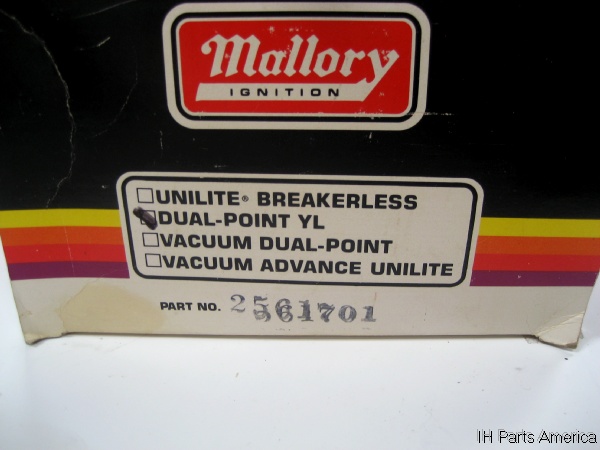 Mallory
IGNITION
UNILITE® BREAKERLESS
DUAL-POINT YL
VACUUM DUAL-POINT
VACUUM ADVANCE UNILITE
PART NO. 2561701
IH Parts America